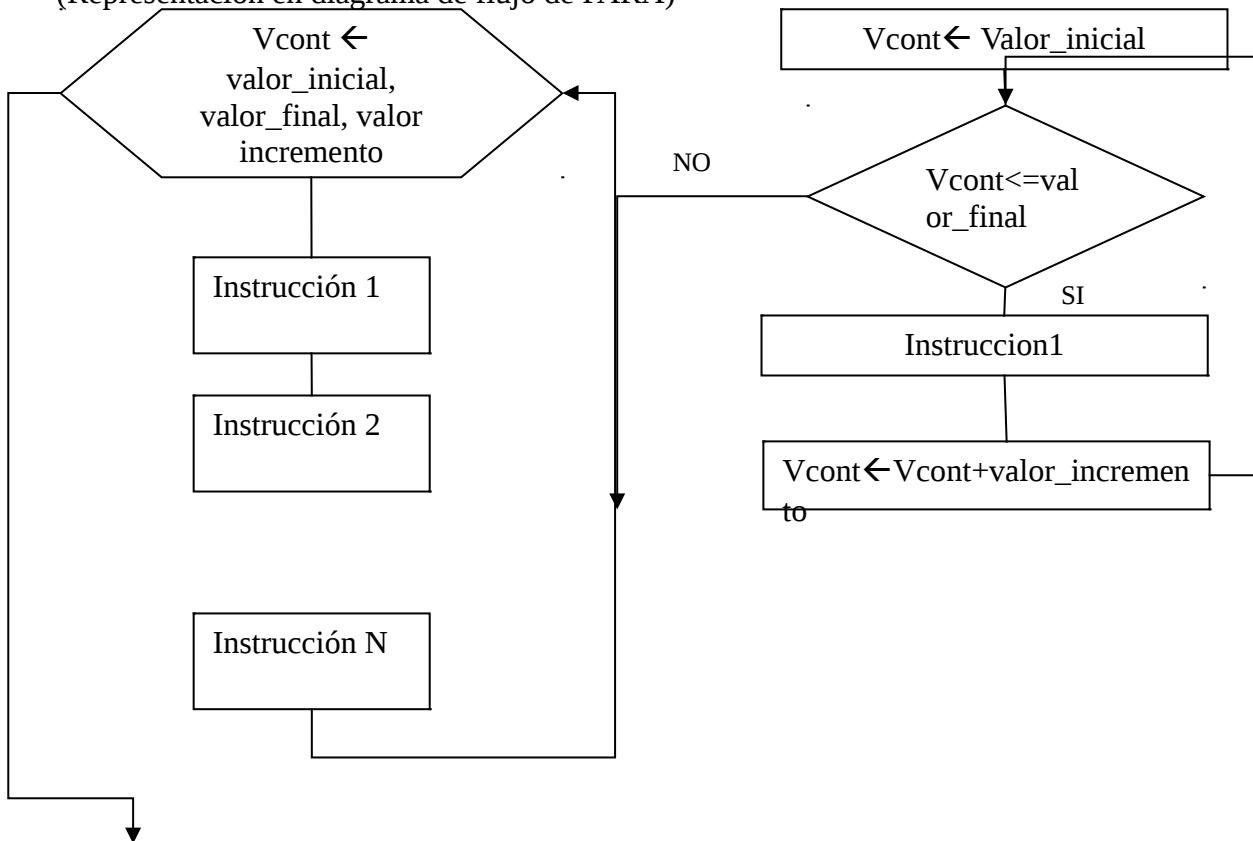 (Representación en diagrama de flujo de PARA)
Vcont ←
valor_inicial,
valor_final, valor
incremento
Instrucción 1
Instrucción 2
Instrucción N
Vcont← Valor_inicial
NO
Vcont<=val
or_final
SI
Instruccion1
Vcont←Vcont+valor_incremen
to